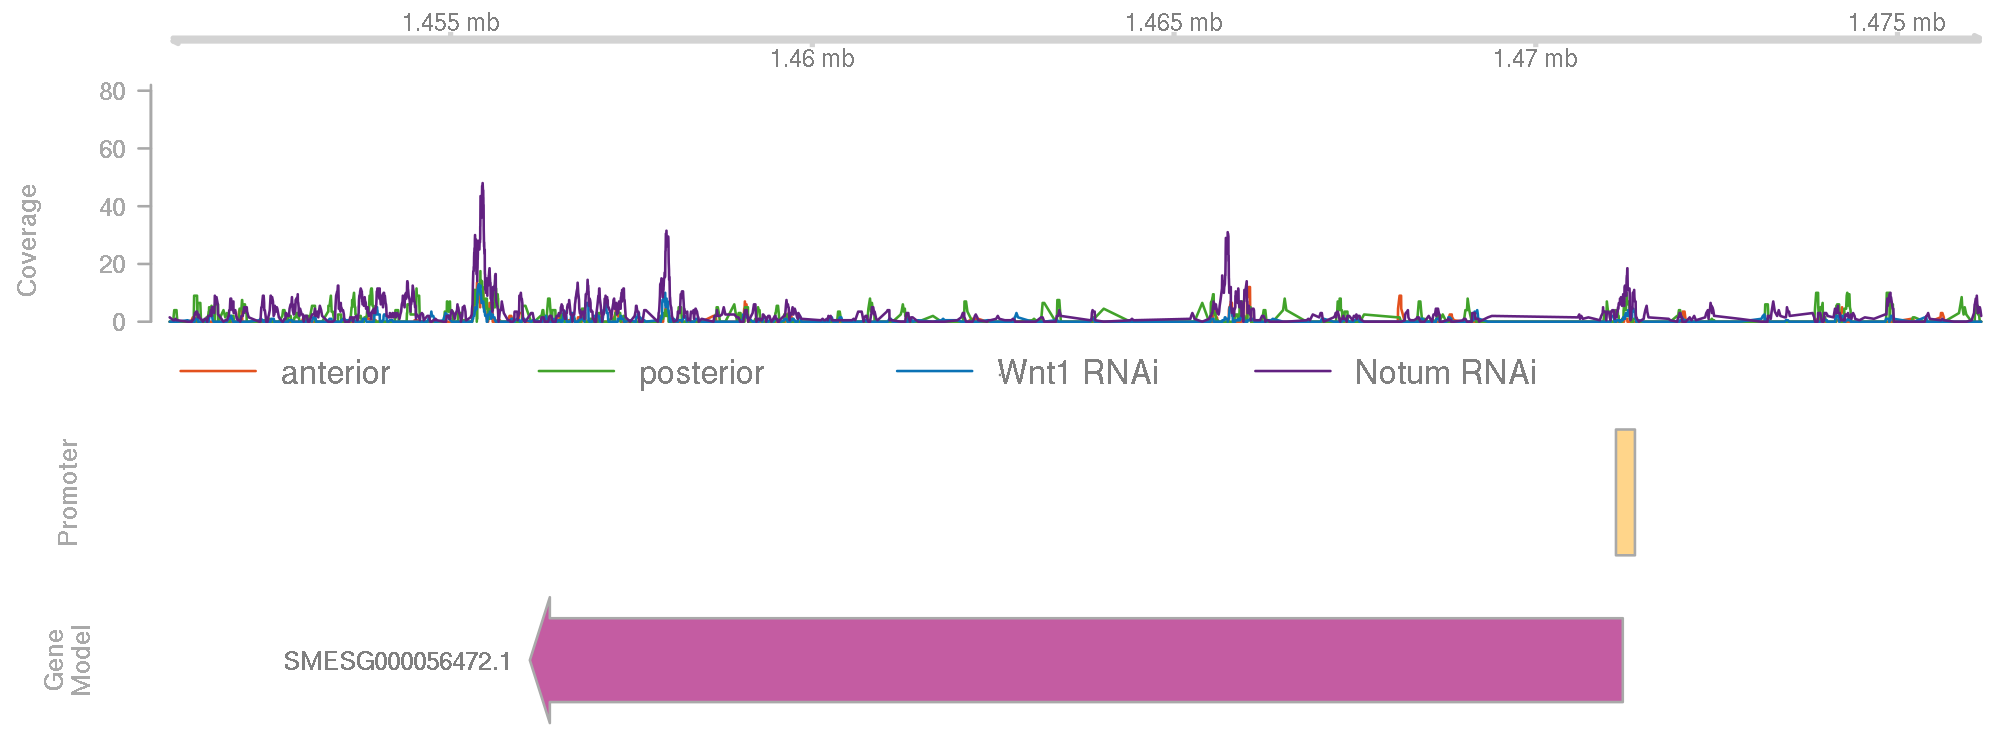 1.455 mb
1.465 mb
1.475 mb
1.46 mb
1.47 mb
80
60
40
20
0
Coverage
anterior
posterior
Wnt1 RNAi
Notum RNAi
Promoter
Gene
Model
SMESG000056472.1